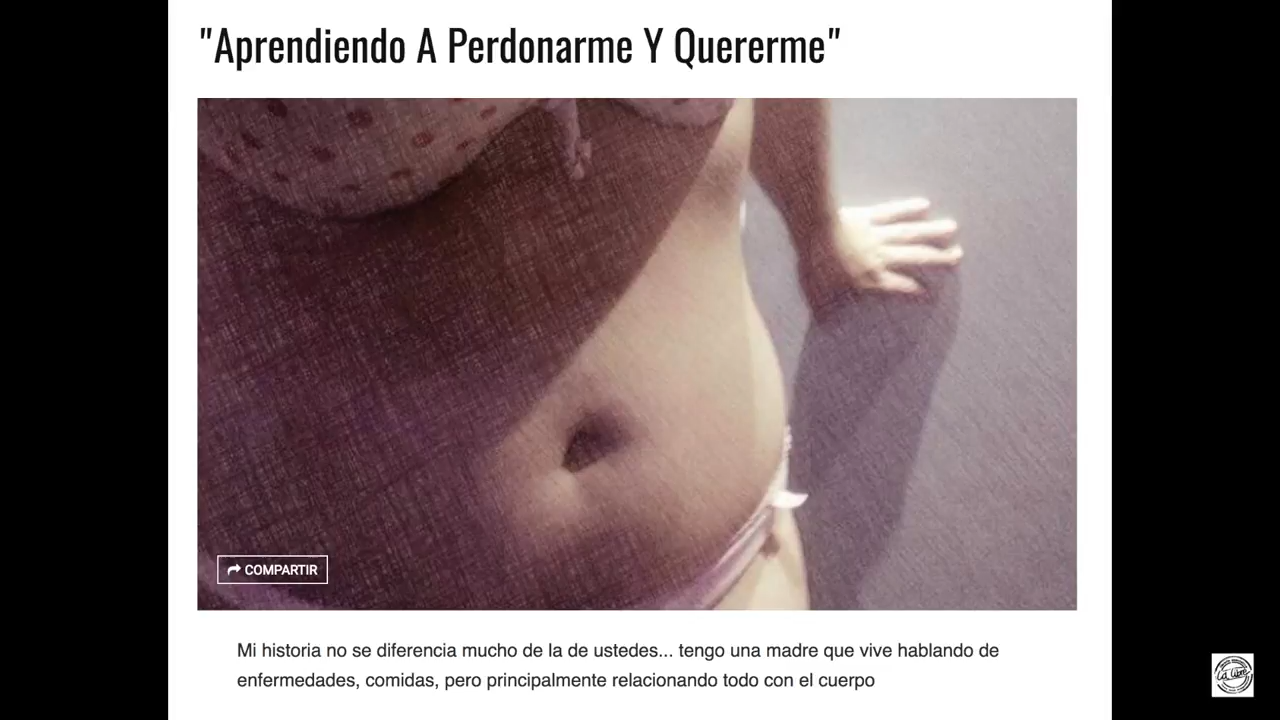 "Aprendiendo A Perdonarme Y Quererme"
COMPARTIR
Mi historia no se diferencia mucho de la de ustedes... tengo una madre que vive hablando de
enfermedades, comidas, pero principalmente relacionando todo con el cuerpo